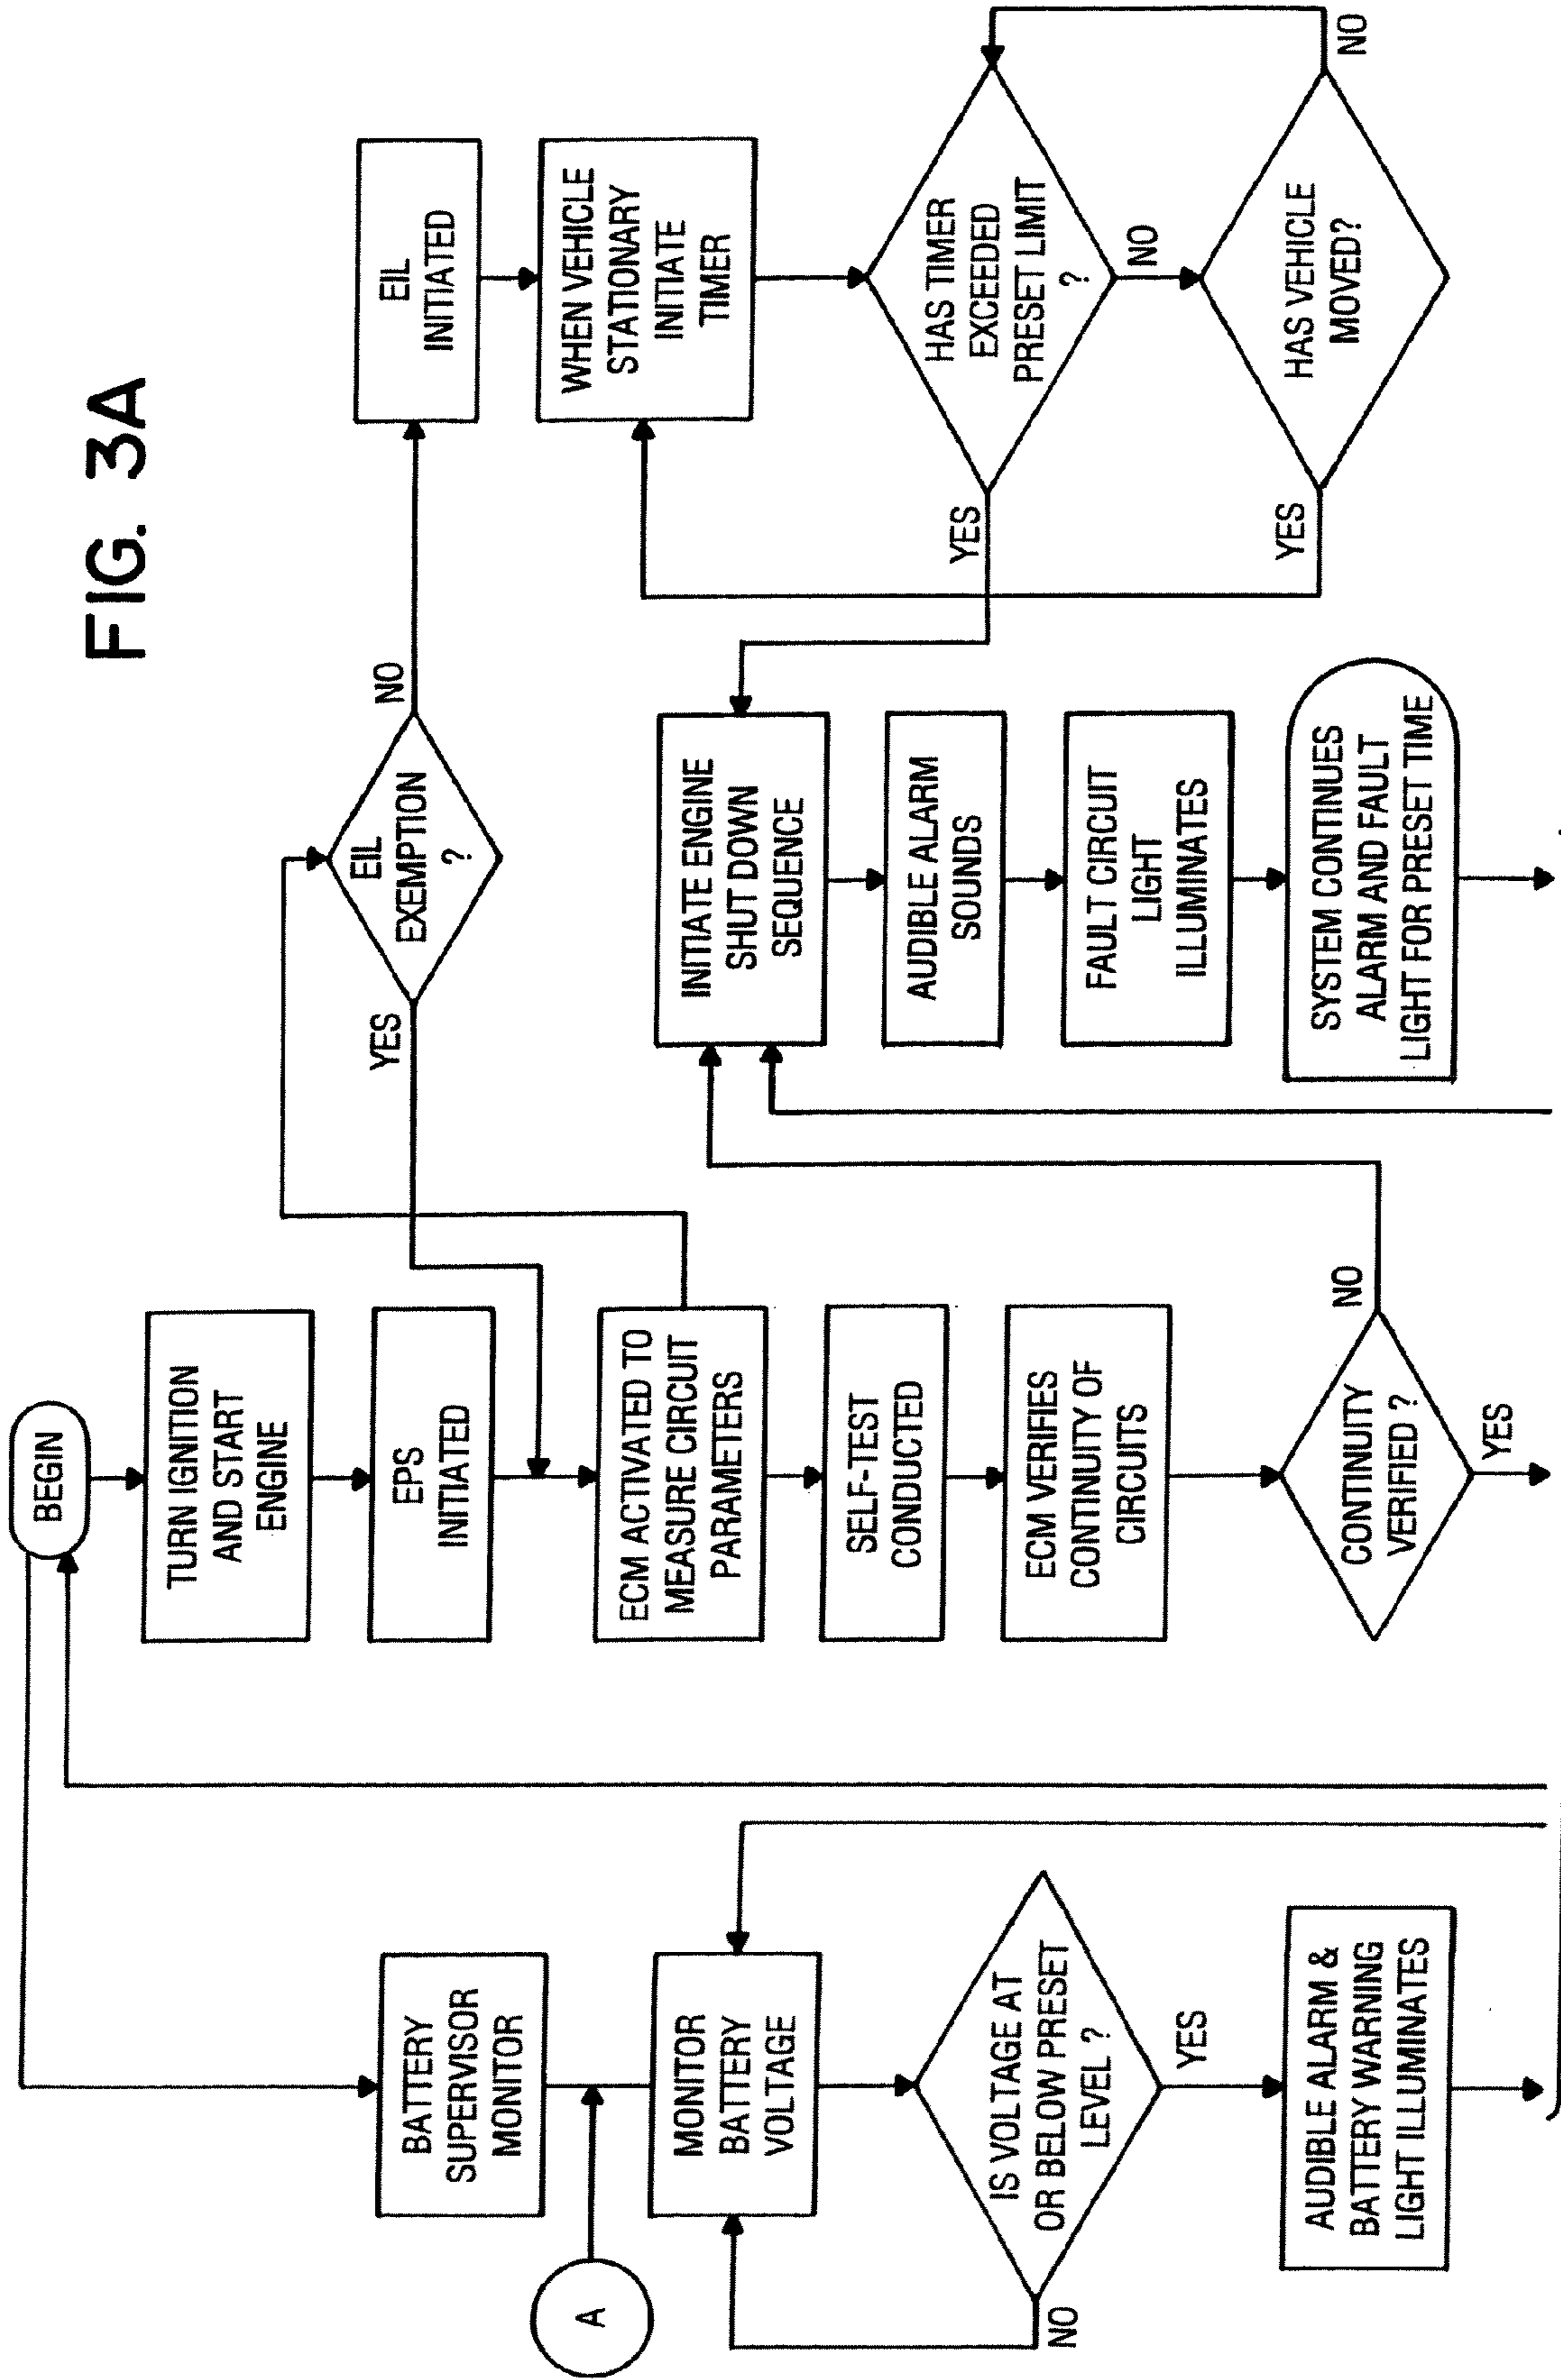 FIG. 3A
BEGIN
TURN IGNITION
AND START
ENGINE
EPS
INITIATED
ECM ACTIVATED TO
MEASURE CIRCUIT
PARAMETERS
SELF-TEST
CONDUCTED
ECM VERIFIES
CONTINUITY OF
CIRCUITS
CONTINUITY
VERIFIED ?
NO
YES
BATTERY
SUPERVISOR
MONITOR
A
MONITOR
BATTERY
VOLTAGE
IS VOLTAGE AT
OR BELOW PRESET
LEVEL ?
NO
YES
AUDIBLE ALARM &
BATTERY WARNING
LIGHT ILLUMINATES
EIL
EXEMPTION
?
YES
NO
INITIATE ENGINE
SHUT DOWN
SEQUENCE
AUDIBLE ALARM
SOUNDS
FAULT CIRCUIT
LIGHT
ILLUMINATES
SYSTEM CONTINUES
ALARM AND FAULT
LIGHT FOR PRESET TIME
EIL
INITIATED
WHEN VEHICLE
STATIONARY
INITIATE
TIMER
HAS TIMER
EXCEEDED
PRESET LIMIT
?
YES
NO
HAS VEHICLE
MOVED?
YES
NO